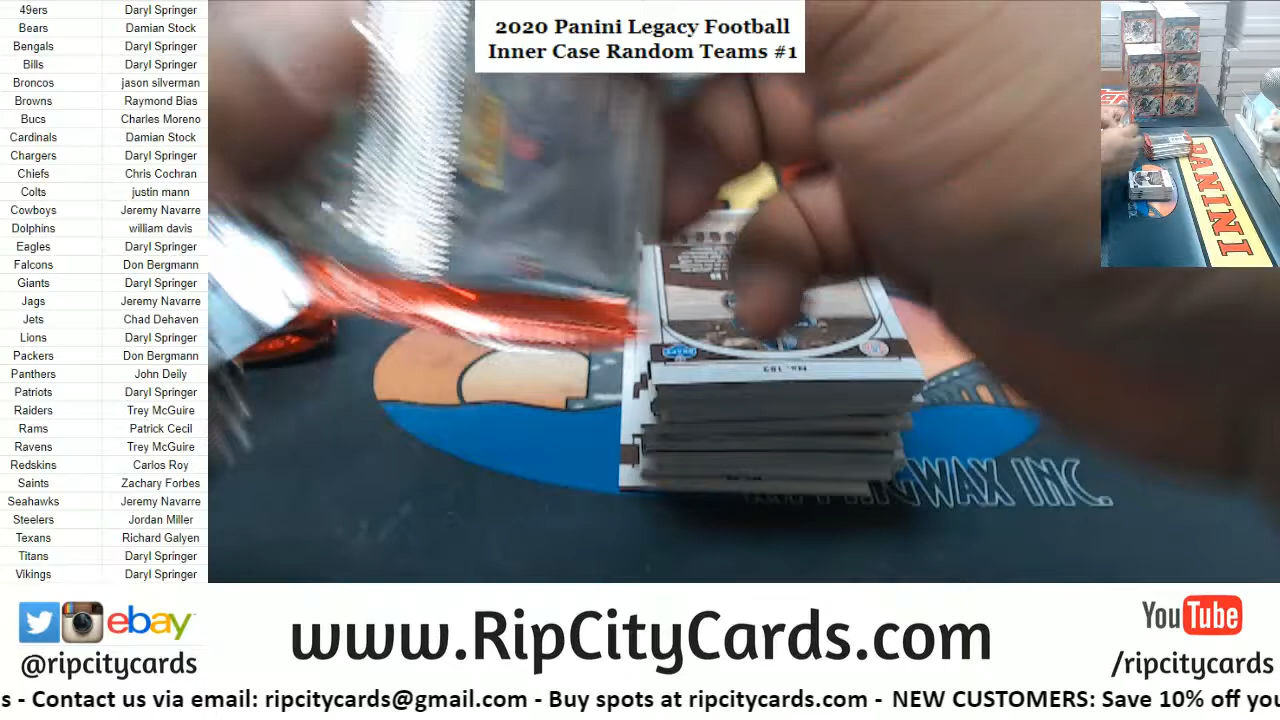 49ers Daryl Springer
Bears Damian Stock
Bengals Daryl Springer
Bills Daryl Springer
Broncos jason silverman
Browns Raymond Bias
Bucs Charles Moreno
Cardinals Damian Stock
Chargers Daryl Springer
Chiefs Chris Cochran
Colts justin mann
Cowboys Jeremy Navarre
Dolphins william davis
Eagles Daryl Springer
Falcons Don Bergmann
Giants Daryl Springer
Jags Jeremy Navarre
Jets Chad Dehaven
Lions Daryl Springer
Packers Don Bergmann
Panthers John Deily
Patriots Daryl Springer
Raiders Trey McGuire
Rams Patrick Cecil
Ravens Trey McGuire
Redskins Carlos Roy
Saints Zachary Forbes
Seahawks Jeremy Navarre
Steelers Jordan Miller
Texans Richard Galyen
Titans Daryl Springer
Vikings Daryl Springer
2020 Panini Legacy Football
Inner Case Random Teams #1
PANINI
No. 183
WAX INC.
ebay
@ripcitycards
www.RipCityCards.com
YouTube
/ripcitycards
s - Contact us via email: ripcitycards@gmail.com - Buy spots at ripcitycards.com - NEW CUSTOMERS: Save 10% off you